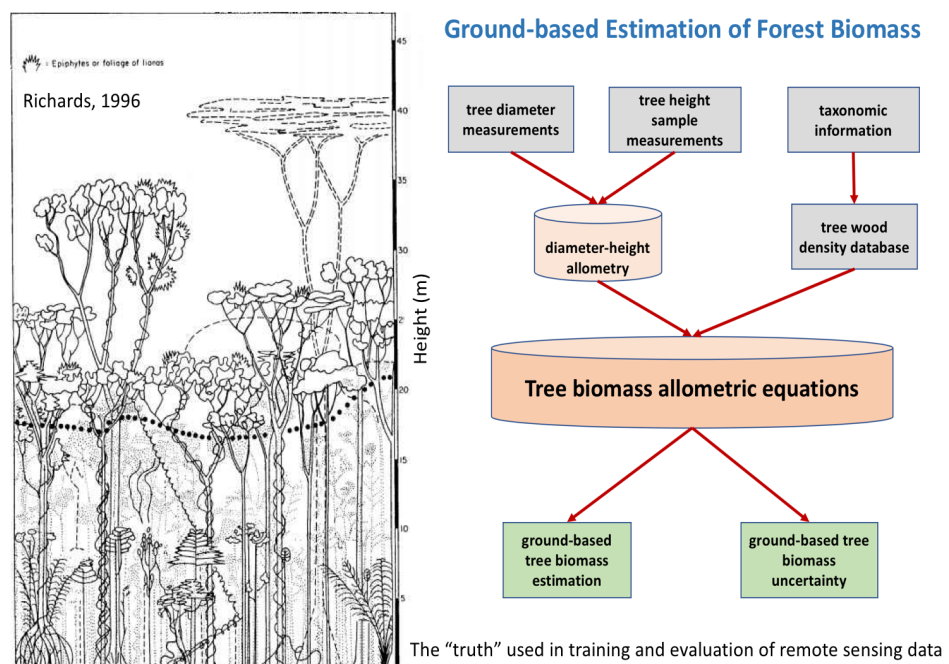 Ground-based Estimation of Forest Biomass
= Epiphytes or foliage of lianas
Richards, 1996
45
40
35
30
25
20
15
10
5
Height (m)
tree diameter
measurements
tree height
sample
measurements
taxonomic
information
diameter-height
allometry
tree wood
density database
Tree biomass allometric equations
ground-based
tree biomass
estimation
ground-based tree
biomass
uncertainty
The “truth” used in training and evaluation of remote sensing data